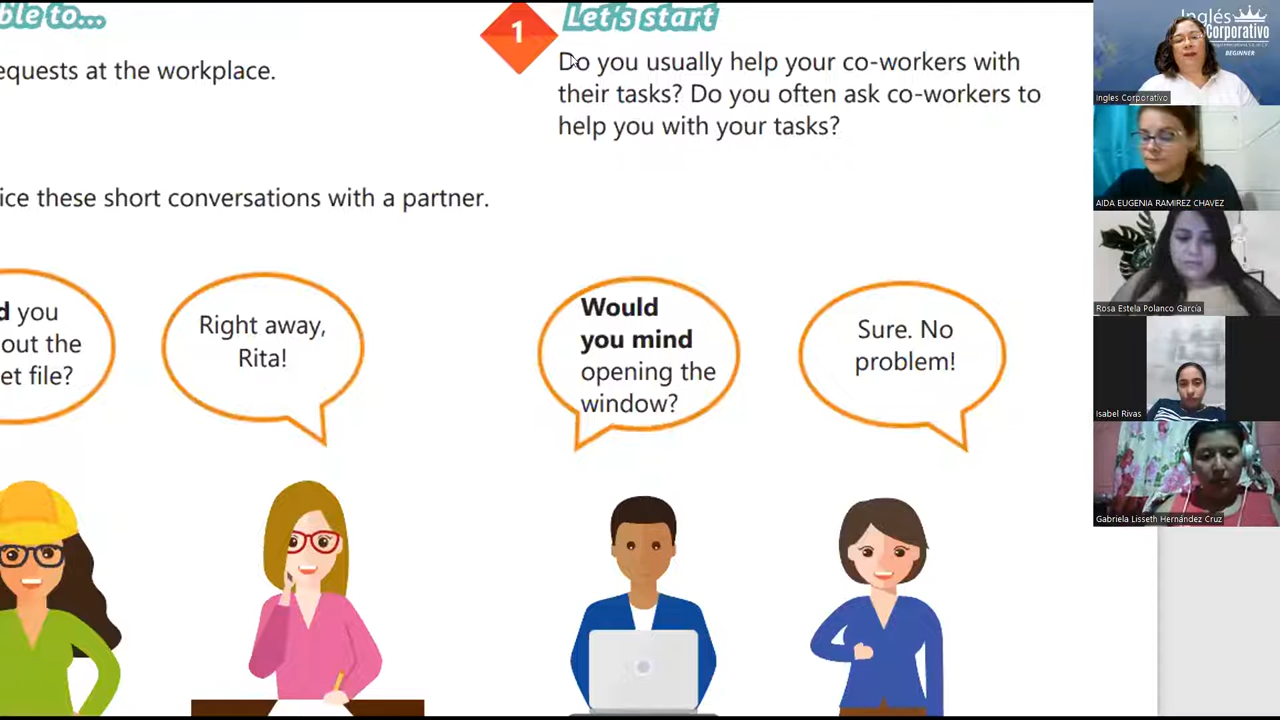 ble to...
1
Let's start
equests at the workplace.
Do you usually help your co-workers with
their tasks? Do you often ask co-workers to
help you with your tasks?
ice these short conversations with a partner.
d you
out the
et file?
Right away,
Rita!
Would
you mind
opening the
window?
Sure. No
problem!
Inglés
Corporativo
BEGINNER
Ingles Corporativo
AIDA EUGENIA RAMIREZ CHAVEZ
Rosa Estela Polanco García
Isabel Rivas
Gabriela Lisseth Hernández Cruz